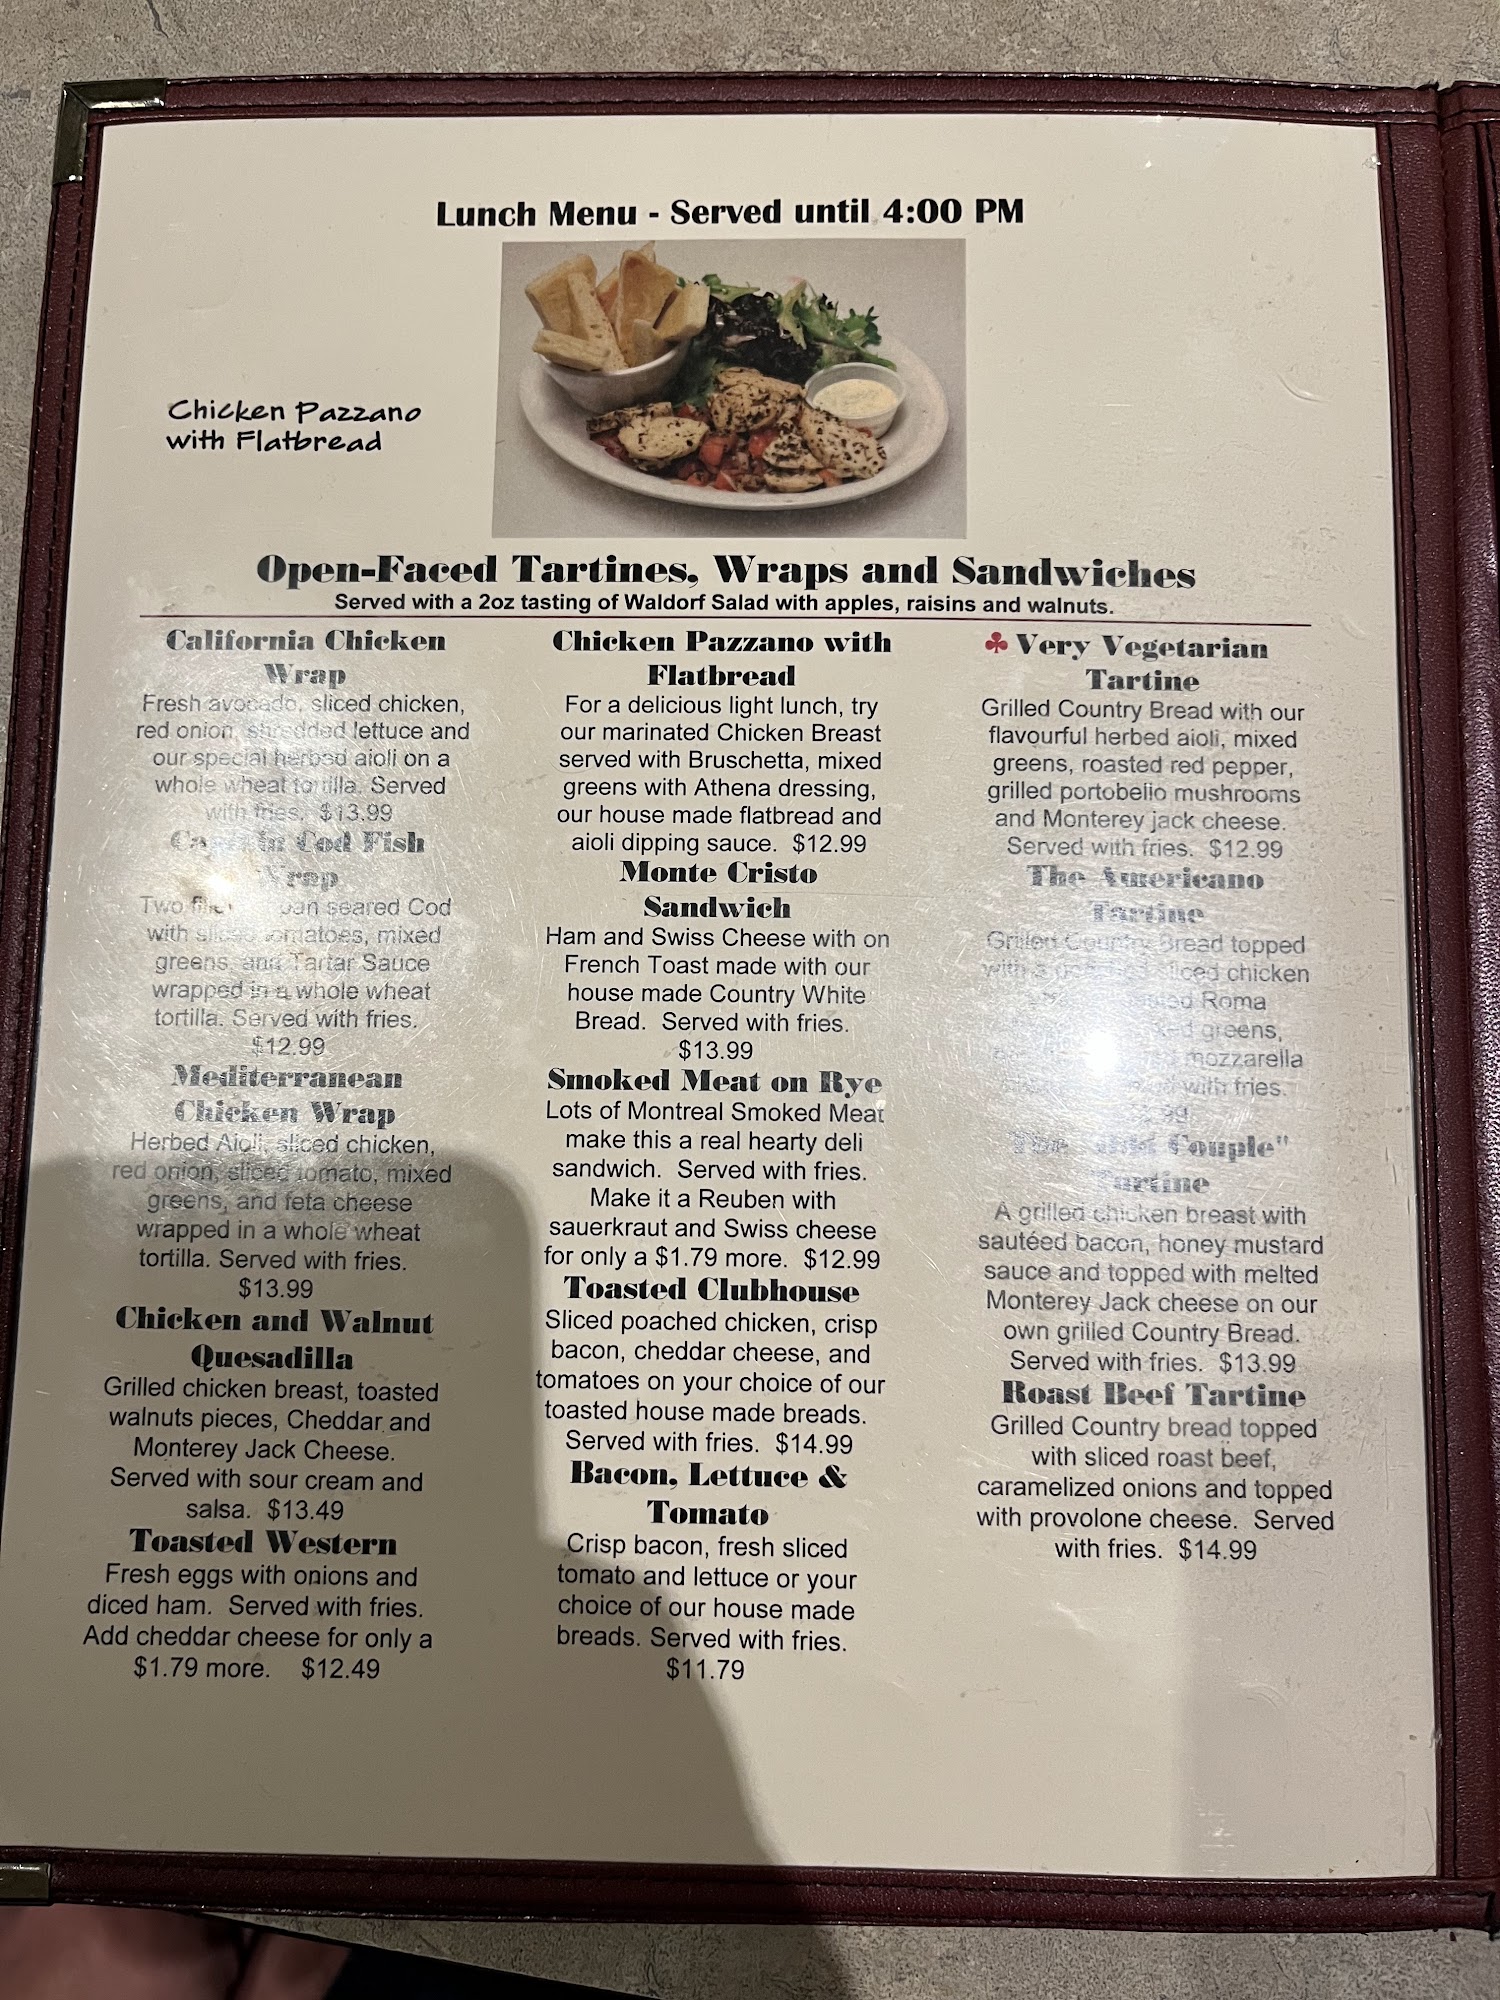 Lunch Menu - Served until 4:00 PM
Chicken Pazzano
with Flatbread
Open-Faced Tartines, Wraps and Sandwiches
Served with a 2oz tasting of Waldorf Salad with apples, raisins and walnuts.
California Chicken
Wrap
Fresh avocado, sliced chicken,
red onion, shredded lettuce and
our special herbed aioli on a
whole wheat tortilla. Served
with fries. $13.99
Cod Fish
Wrap
Two seared Cod
with sliced tomatoes, mixed
greens, and Tartar Sauce
wrapped in a whole wheat
tortilla. Served with fries.
$12.99
Mediterranean
Chicken Wrap
Herbed Aioli, sliced chicken,
red onion, sliced tomato, mixed
greens, and feta cheese
wrapped in a whole wheat
tortilla. Served with fries.
$13.99
Chicken and Walnut
Quesadilla
Grilled chicken breast, toasted
walnuts pieces, Cheddar and
Monterey Jack Cheese.
Served with sour cream and
salsa. $13.49
Toasted Western
Fresh eggs with onions and
diced ham. Served with fries.
Add cheddar cheese for only a
$1.79 more. $12.49
Chicken Pazzano with
Flatbread
For a delicious light lunch, try
our marinated Chicken Breast
served with Bruschetta, mixed
greens with Athena dressing,
our house made flatbread and
aioli dipping sauce. $12.99
Monte Cristo
Sandwich
Ham and Swiss Cheese with on
French Toast made with our
house made Country White
Bread. Served with fries.
$13.99
Smoked Meat on Rye
Lots of Montreal Smoked Meat
make this a real hearty deli
sandwich. Served with fries.
Make it a Reuben with
sauerkraut and Swiss cheese
for only a $1.79 more. $12.99
Toasted Clubhouse
Sliced poached chicken, crisp
bacon, cheddar cheese, and
tomatoes on your choice of our
toasted house made breads.
Served with fries. $14.99
Bacon, Lettuce &
Tomato
Crisp bacon, fresh sliced
tomato and lettuce or your
choice of our house made
breads. Served with fries.
$11.79
Very Vegetarian
Tartine
Grilled Country Bread with our
flavourful herbed aioli, mixed
greens, roasted red pepper,
grilled portobello mushrooms
and Monterey jack cheese.
Served with fries. $12.99
The Americano
Tartine
Grilled Country Bread topped
with sliced chicken
Roma
greens,
mozzarella
with fries.
The Couple"
Tartine
A grilled chicken breast with
sautéed bacon, honey mustard
sauce and topped with melted
Monterey Jack cheese on our
own grilled Country Bread.
Served with fries. $13.99
Roast Beef Tartine
Grilled Country bread topped
with sliced roast beef,
caramelized onions and topped
with provolone cheese. Served
with fries. $14.99